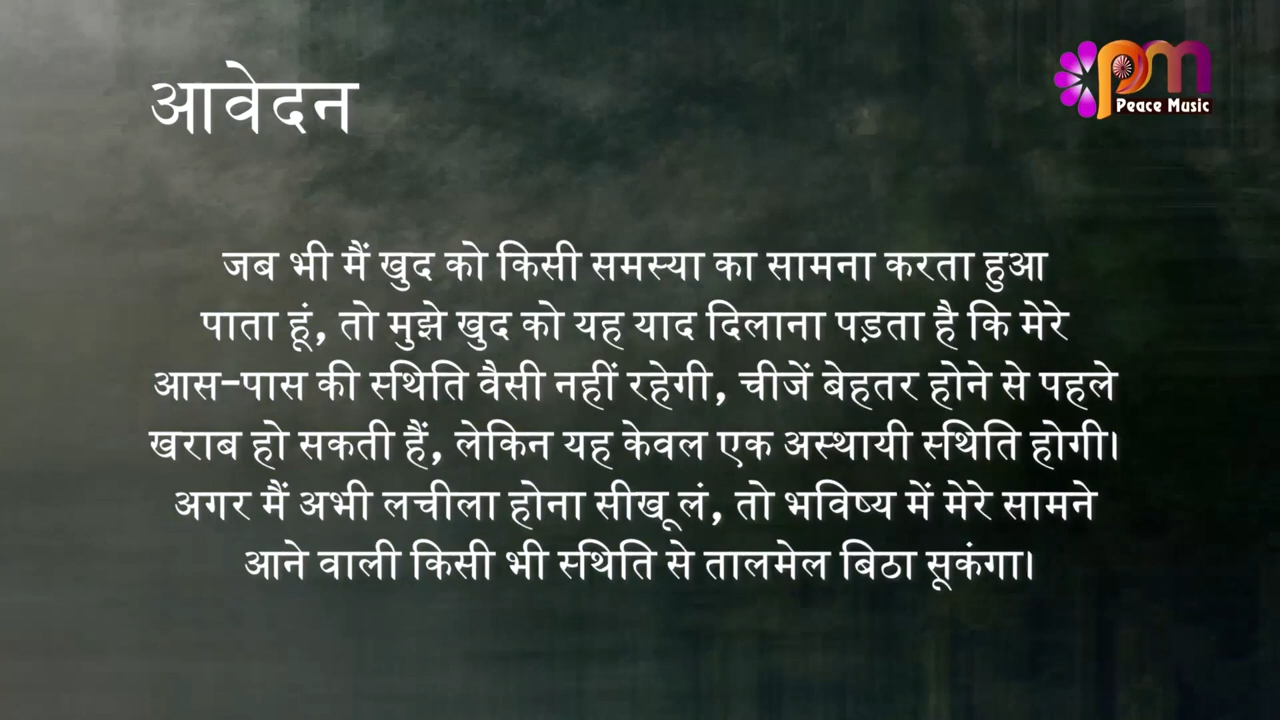 आवेदन
pm
Peace Music
जब भी मैं खुद को किसी समस्या का सामना करता हुआ
पाता हूं, तो मुझे खुद को यह याद दिलाना पड़ता है कि मेरे
आस-पास की स्थिति वैसी नहीं रहेगी, चीजें बेहतर होने से पहले
खराब हो सकती हैं, लेकिन यह केवल एक अस्थायी स्थिति होगी।
अगर मैं अभी लचीला होना सीखू लं, तो भविष्य में मेरे सामने
आने वाली किसी भी स्थिति से तालमेल बिठा सूकंगा।